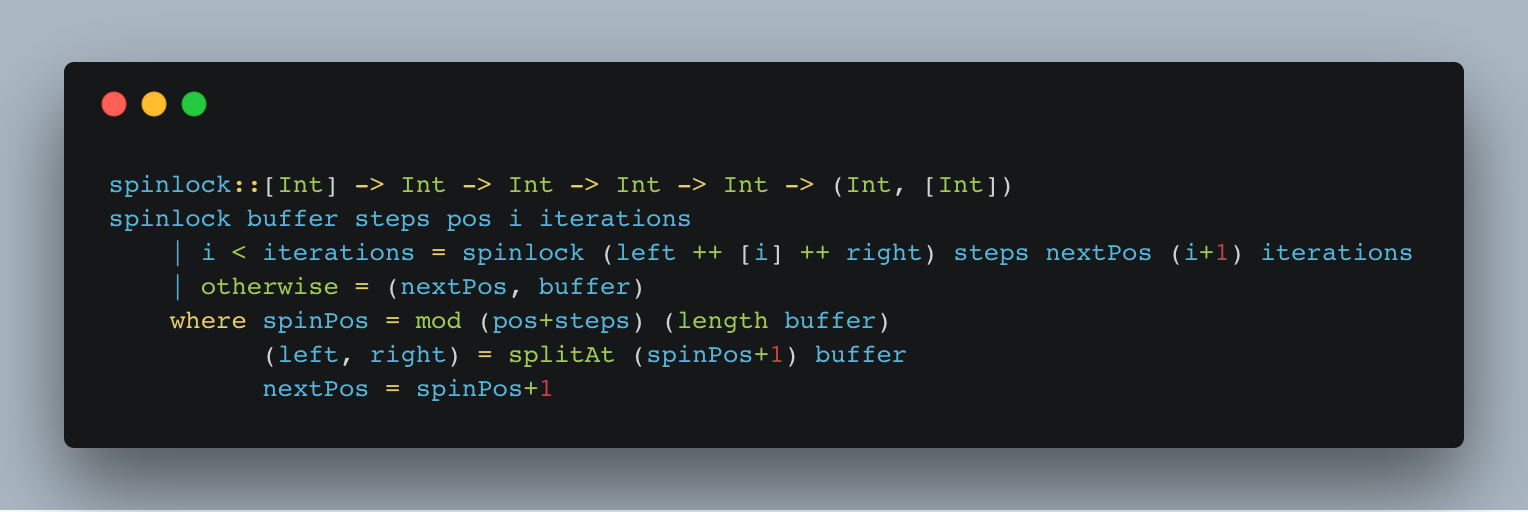 spinlock::[Int] -> Int -> Int -> Int -> Int -> (Int, [Int])
spinlock buffer steps pos i iterations
    | i < iterations = spinlock (left ++ [i] ++ right) steps nextPos (i+1) iterations
    | otherwise = (nextPos, buffer)
    where spinPos = mod (pos+steps) (length buffer)
          (left, right) = splitAt (spinPos+1) buffer
          nextPos = spinPos+1